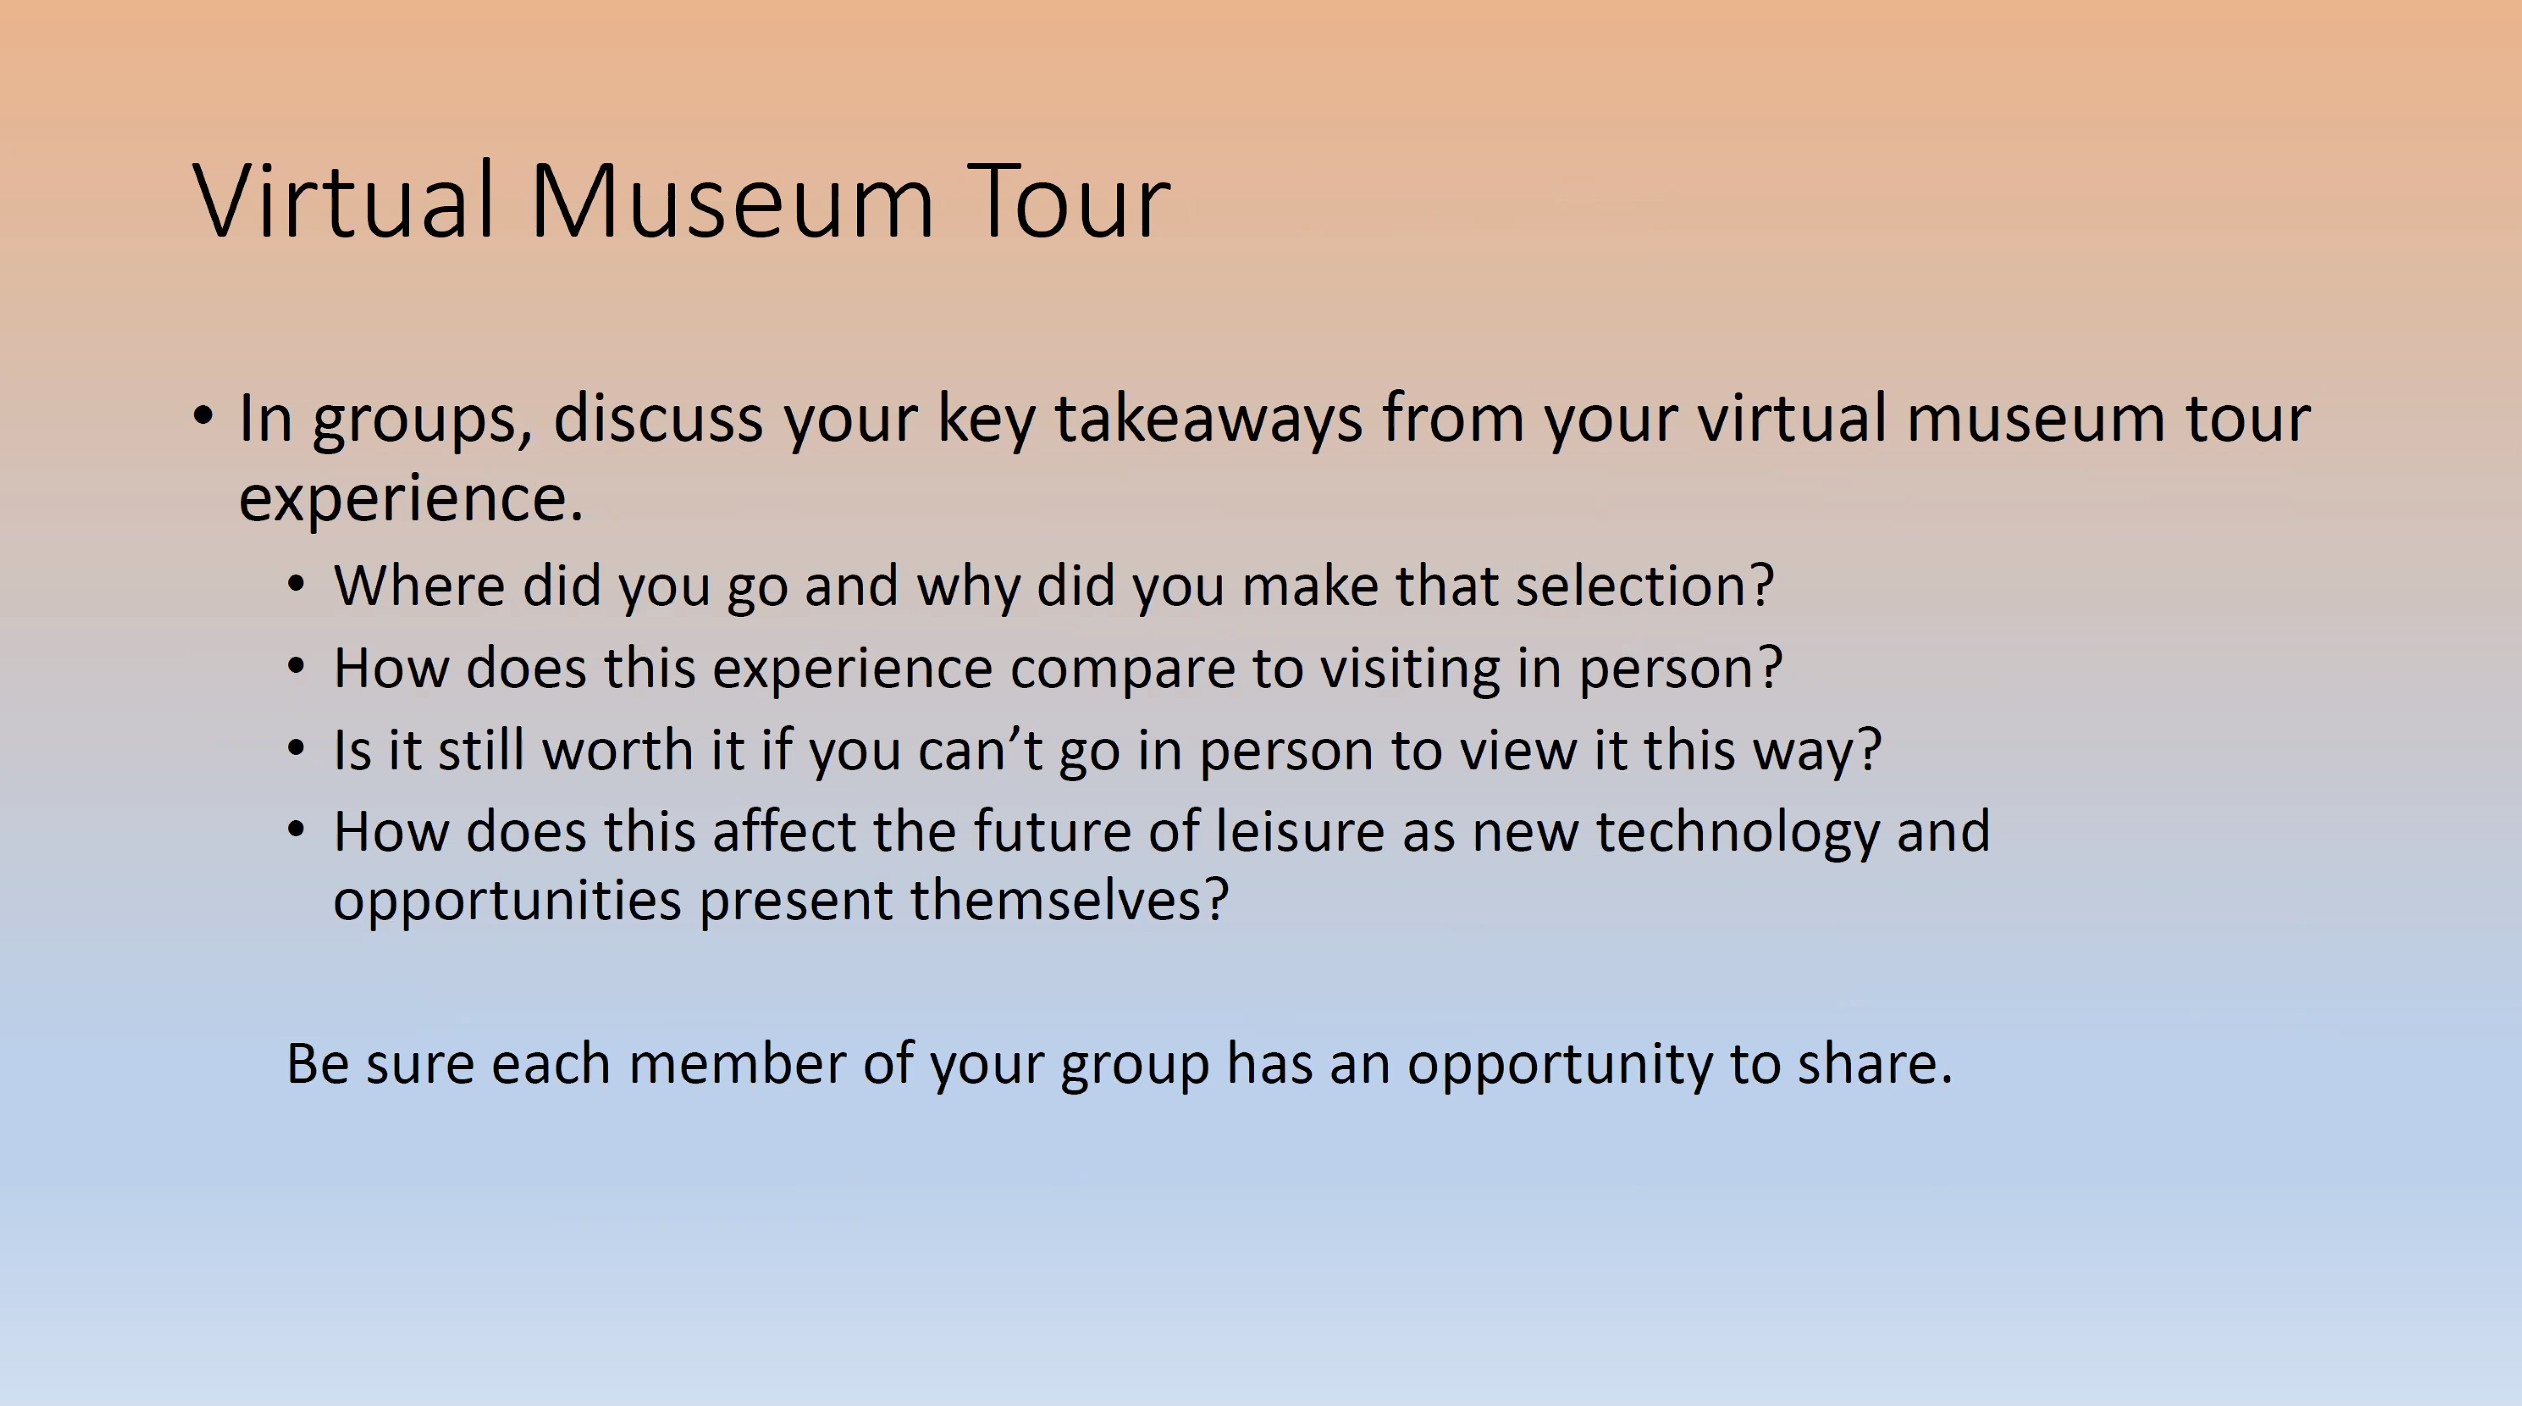 Virtual Museum Tour
• In groups, discuss your key takeaways from your virtual museum tour
experience.
• Where did you go and why did you make that selection?
• How does this experience compare to visiting in person?
• Is it still worth it if you can’t go in person to view it this way?
• How does this affect the future of leisure as new technology and
opportunities present themselves?
Be sure each member of your group has an opportunity to share.